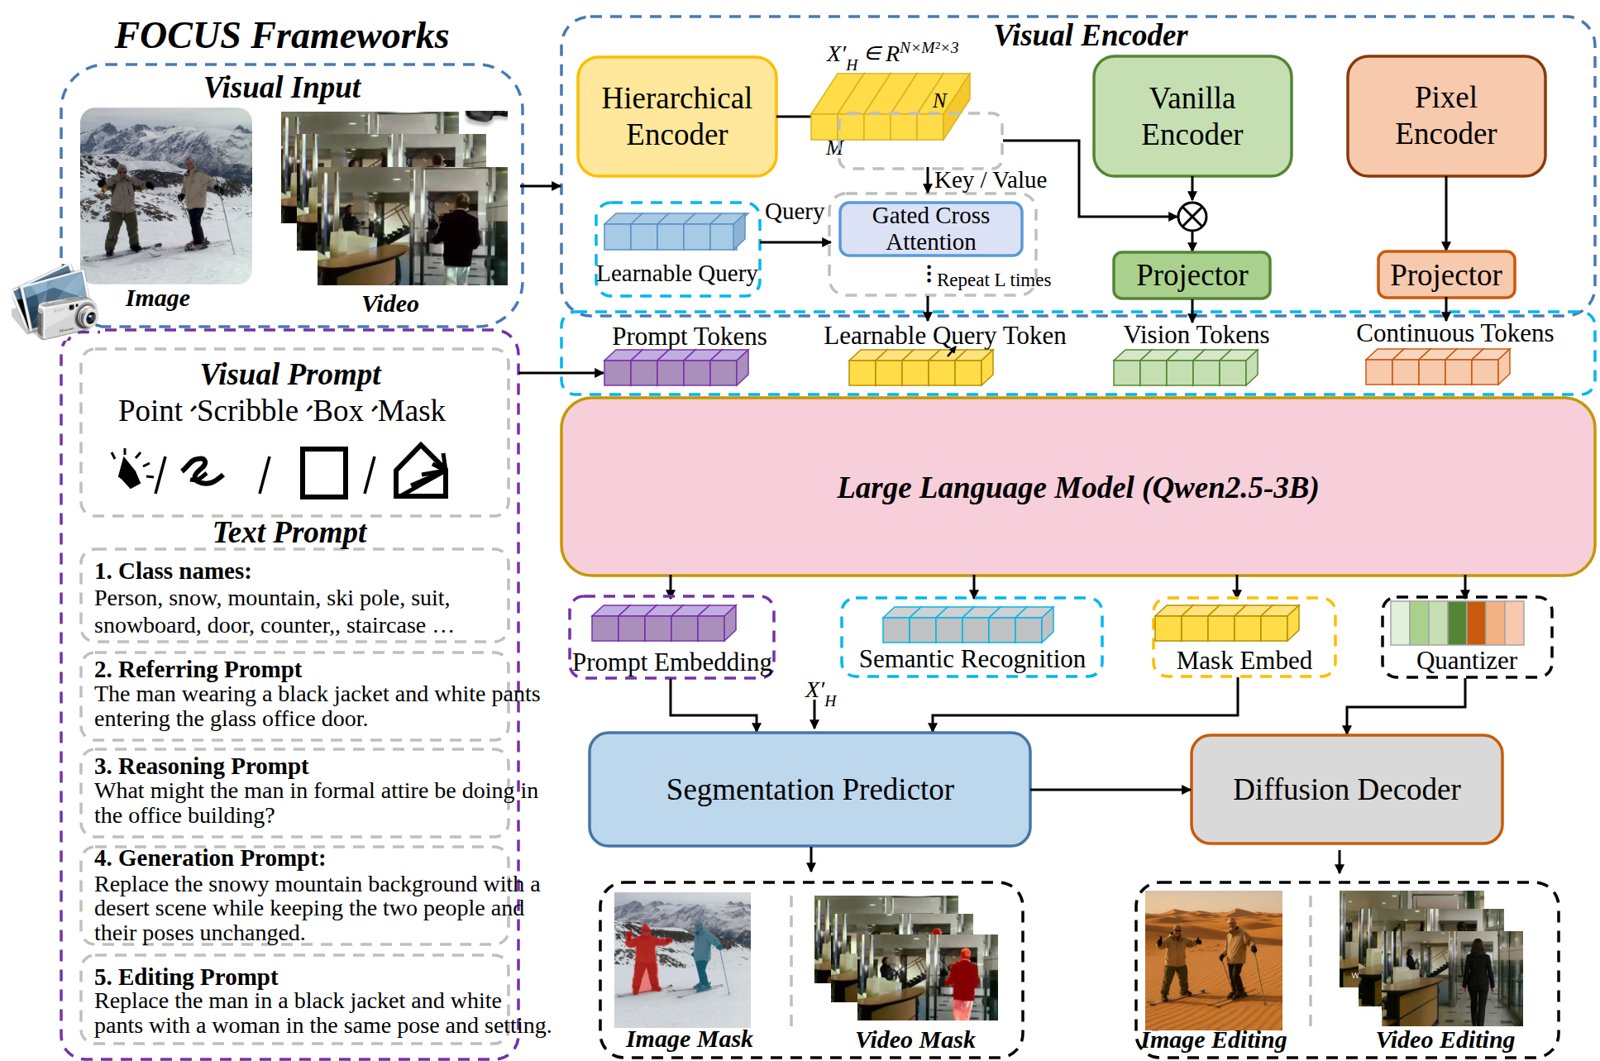 FOCUS Frameworks
Visual Input
Image
Video
Visual Prompt
Point Scribble Box Mask
Text Prompt
1. Class names:
Person, snow, mountain, ski pole, suit,
snowboard, door, counter,, staircase …
2. Referring Prompt
The man wearing a black jacket and white pants
entering the glass office door.
3. Reasoning Prompt
What might the man in formal attire be doing in
the office building?
4. Generation Prompt:
Replace the snowy mountain background with a
desert scene while keeping the two people and
their poses unchanged.
5. Editing Prompt
Replace the man in a black jacket and white
pants with a woman in the same pose and setting.
Visual Encoder
Hierarchical
Encoder
X'H ∈ R^N×M²×3
N
M
Vanilla
Encoder
Pixel
Encoder
Key / Value
Learnable Query
Query
Gated Cross
Attention
Repeat L times
Projector
Projector
Prompt Tokens
Learnable Query Token
Vision Tokens
Continuous Tokens
Large Language Model (Qwen2.5-3B)
Prompt Embedding
Semantic Recognition
Mask Embed
Quantizer
X'H
Segmentation Predictor
Diffusion Decoder
Image Mask
Video Mask
Image Editing
Video Editing